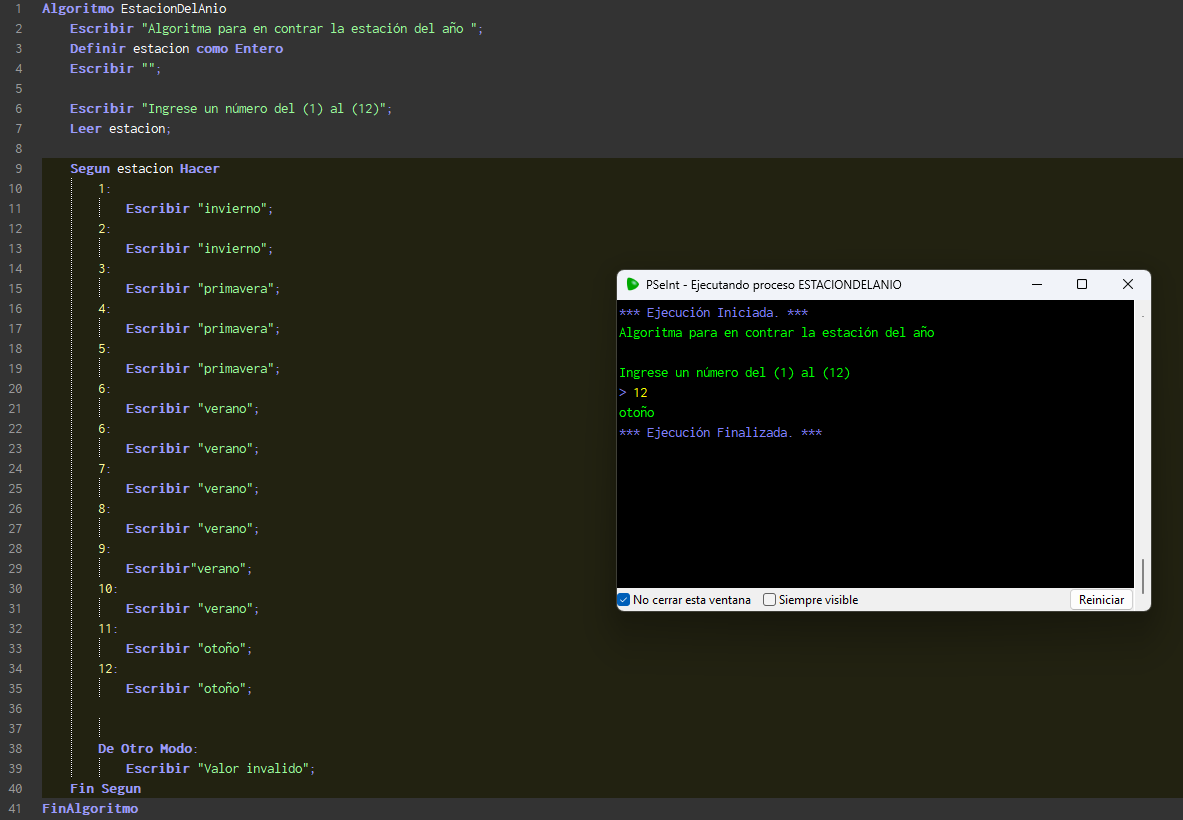 1 Algoritmo EstacionDelAnio
2 Escribir "Algoritma para en contrar la estación del año ";
3 Definir estacion como Entero
4 Escribir "";
5
6 Escribir "Ingrese un número del (1) al (12)";
7 Leer estacion;
8
9 Segun estacion Hacer
10 1:
11 Escribir "invierno";
12 2:
13 Escribir "invierno";
14 3:
15 Escribir "primavera";
16 4:
17 Escribir "primavera";
18 5:
19 Escribir "primavera";
20 6:
21 Escribir "verano";
22 6:
23 Escribir "verano";
24 7:
25 Escribir "verano";
26 8:
27 Escribir "verano";
28 9:
29 Escribir"verano";
30 10:
31 Escribir "verano";
32 11:
33 Escribir "otoño";
34 12:
35 Escribir "otoño";
36
37
38 De Otro Modo:
39 Escribir "Valor invalido";
40 Fin Segun
41 FinAlgoritmo
PSeInt - Ejecutando proceso ESTACIONDELANIO
*** Ejecución Iniciada. ***
Algoritma para en contrar la estación del año
Ingrese un número del (1) al (12)
> 12
otoño
*** Ejecución Finalizada. ***
No cerrar esta ventana Siempre visible Reiniciar